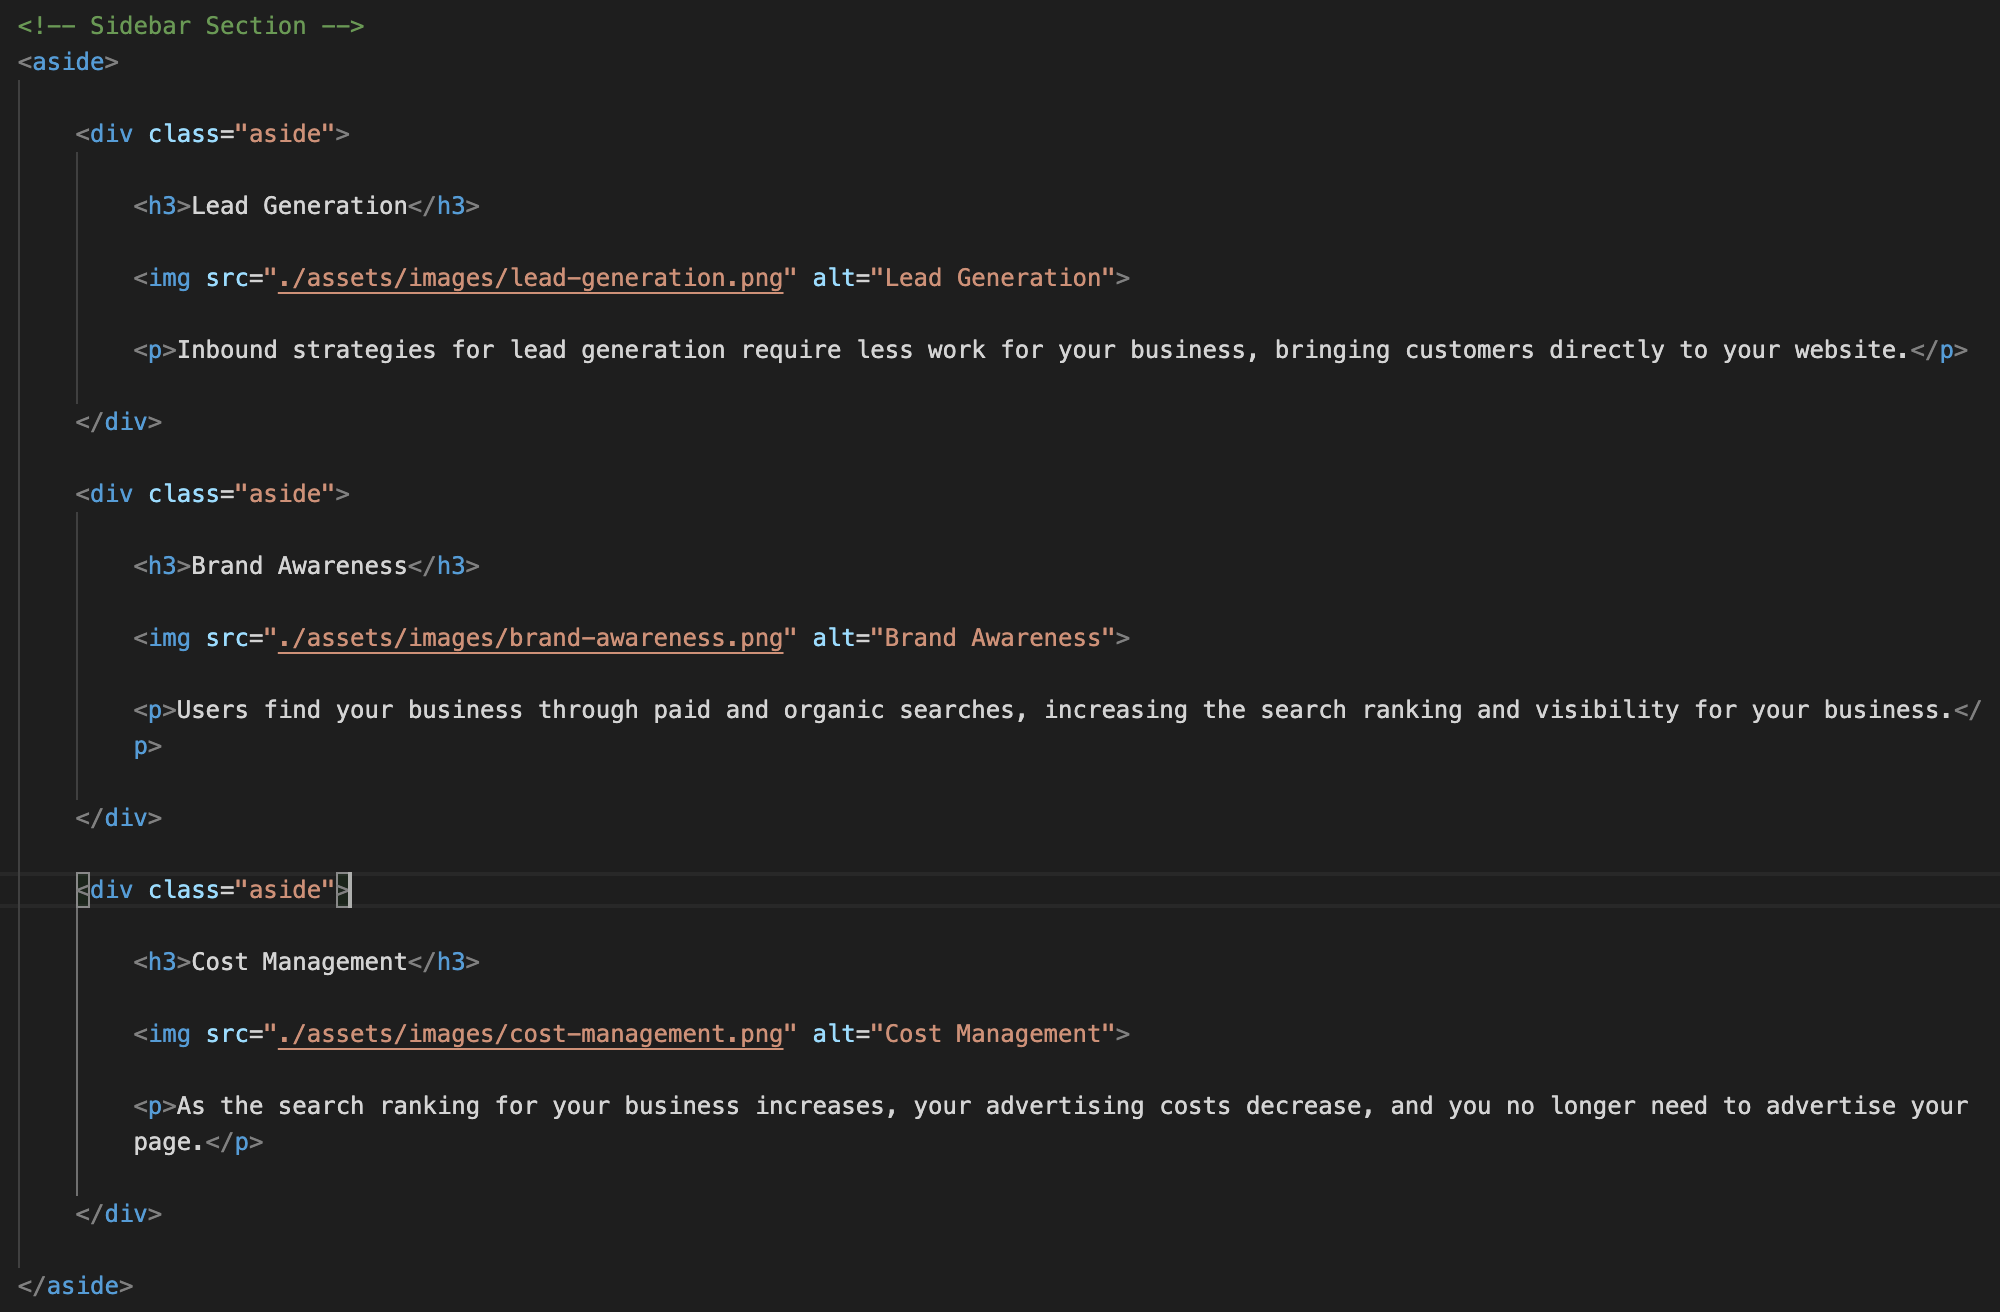 <!-- Sidebar Section -->
<aside>
<div class="aside">
<h3>Lead Generation</h3>
<img src="./assets/images/lead-generation.png" alt="Lead Generation">
<p>Inbound strategies for lead generation require less work for your business, bringing customers directly to your website.</p>
</div>
<div class="aside">
<h3>Brand Awareness</h3>
<img src="./assets/images/brand-awareness.png" alt="Brand Awareness">
<p>Users find your business through paid and organic searches, increasing the search ranking and visibility for your business.</
p>
</div>
<div class="aside">
<h3>Cost Management</h3>
<img src="./assets/images/cost-management.png" alt="Cost Management">
<p>As the search ranking for your business increases, your advertising costs decrease, and you no longer need to advertise your
page.</p>
</div>
</aside>